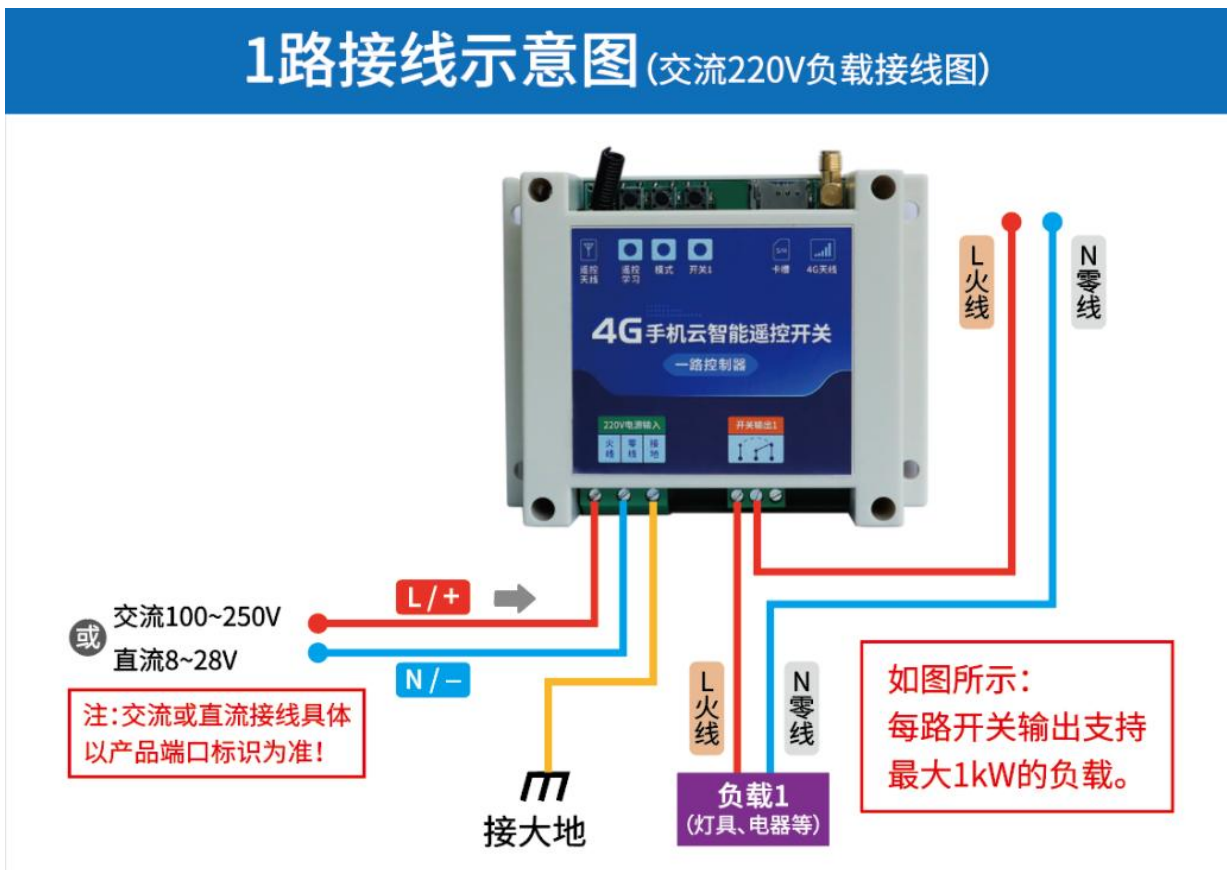 1路接线示意图(交流220V负载接线图)
遥控
天线
遥控
学习
模式
开关1
SIM
卡槽
4G天线
4G手机云智能遥控开关
一路控制器
220V电源输入
火线
零线
接地
开关输出1
L火线
N零线
L/+
N/−
或
交流100~250V
直流8~28V
注:交流或直流接线具体
以产品端口标识为准!
接大地
L火线
N零线
负载1
(灯具、电器等)
如图所示:
每路开关输出支持
最大1kW的负载。